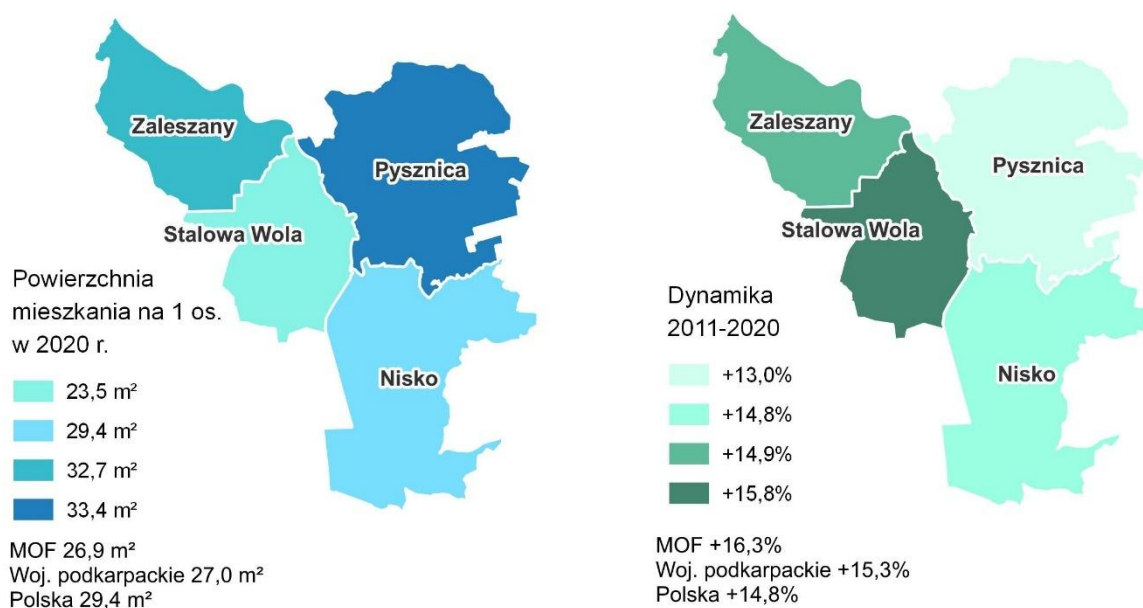 Zaleszany
Pysznica
Stalowa Wola
Nisko
Powierzchnia
mieszkania na 1 os.
w 2020 r.
23,5 m²
29,4 m²
32,7 m²
33,4 m²
MOF 26,9 m²
Woj. podkarpackie 27,0 m²
Polska 29,4 m²
Zaleszany
Pysznica
Stalowa Wola
Nisko
Dynamika
2011-2020
+13,0%
+14,8%
+14,9%
+15,8%
MOF +16,3%
Woj. podkarpackie +15,3%
Polska +14,8%